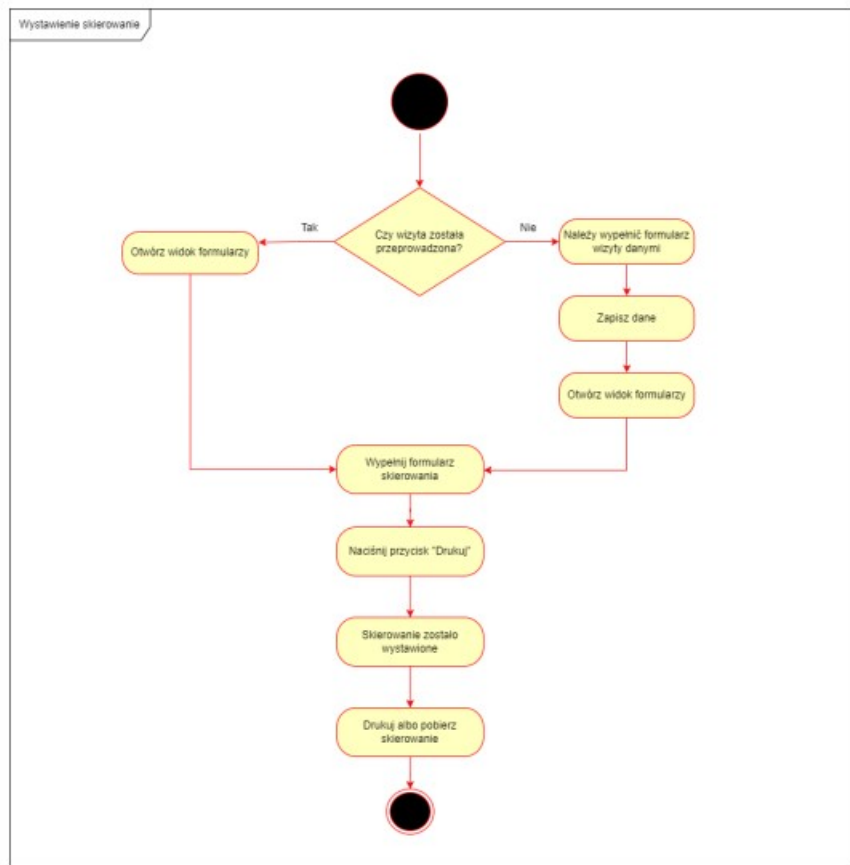 Wystawienie skierowanie
Czy wizyta została
przeprowadzona?
Tak
Nie
Otwórz widok formularzy
Należy wypełnić formularz
wizyty danymi
Zapisz dane
Otwórz widok formularzy
Wypełnij formularz
skierowania
Naciśnij przycisk "Drukuj"
Skierowanie zostało
wystawione
Drukuj albo pobierz
skierowanie